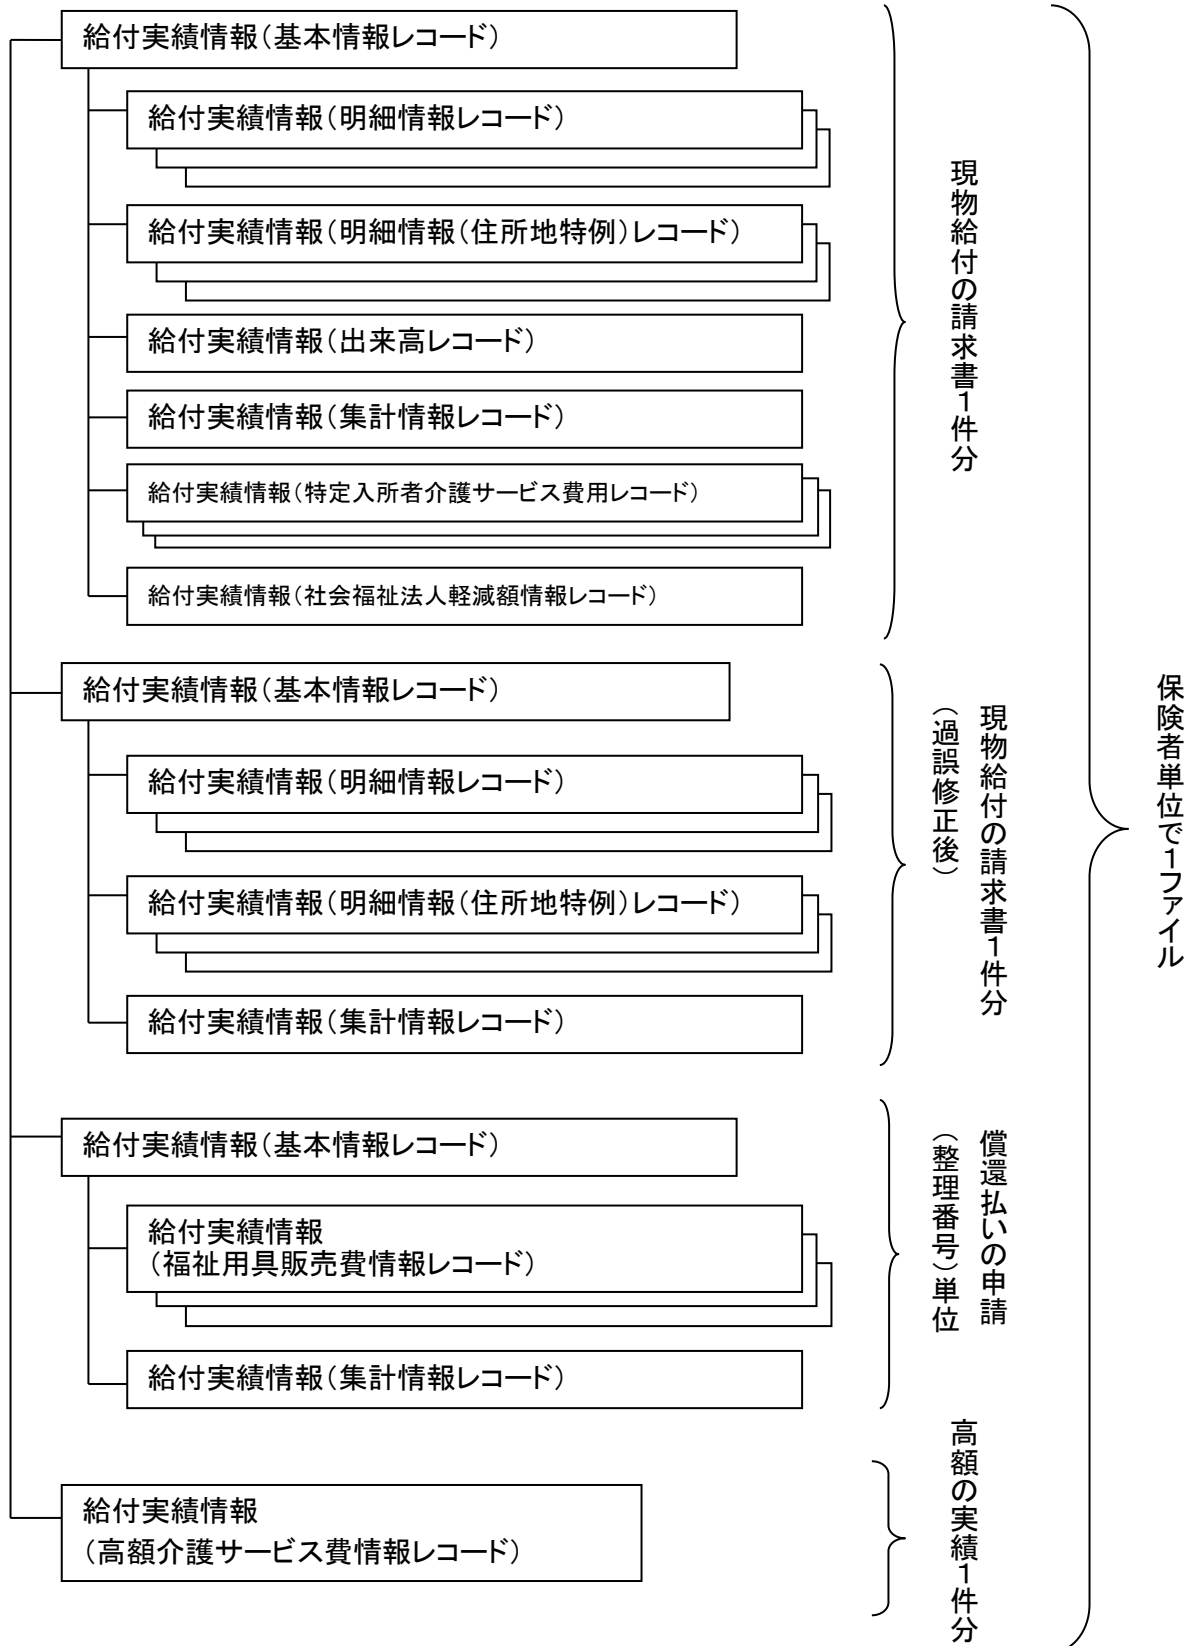 給付実績情報(基本情報レコード)
給付実績情報(明細情報レコード)
給付実績情報(明細情報(住所地特例)レコード)
給付実績情報(出来高レコード)
給付実績情報(集計情報レコード)
給付実績情報(特定入所者介護サービス費用レコード)
給付実績情報(社会福祉法人軽減額情報レコード)
現物給付の請求書1件分
給付実績情報(基本情報レコード)
給付実績情報(明細情報レコード)
給付実績情報(明細情報(住所地特例)レコード)
給付実績情報(集計情報レコード)
現物給付の請求書1件分
(過誤修正後)
給付実績情報(基本情報レコード)
給付実績情報
(福祉用具販売費情報レコード)
給付実績情報(集計情報レコード)
償還払いの申請
(整理番号)単位
給付実績情報
(高額介護サービス費情報レコード)
高額の実績1件分
保険者単位で1ファイル